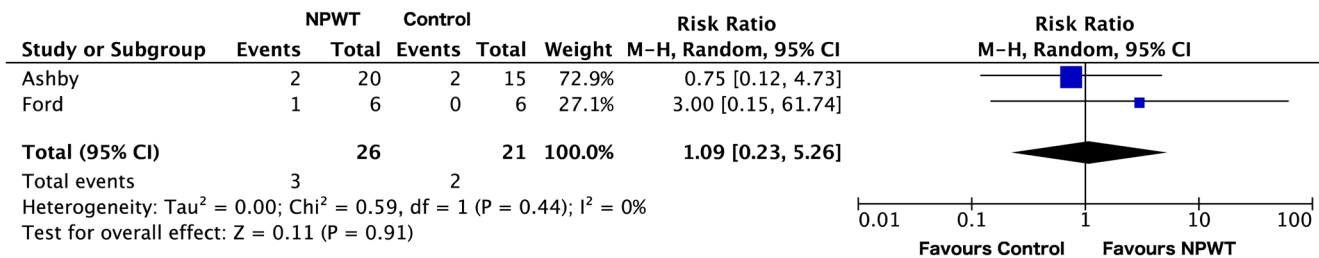 NPWT Control Risk Ratio Risk Ratio
Study or Subgroup Events Total Events Total Weight M-H, Random, 95% CI M-H, Random, 95% CI
Ashby 2 20 2 15 72.9% 0.75 [0.12, 4.73]
Ford 1 6 0 6 27.1% 3.00 [0.15, 61.74]
Total (95% CI) 26 21 100.0% 1.09 [0.23, 5.26]
Total events 3 2
Heterogeneity: Tau² = 0.00; Chi² = 0.59, df = 1 (P = 0.44); I² = 0%
Test for overall effect: Z = 0.11 (P = 0.91)
0.01 0.1 1 10 100
Favours Control Favours NPWT